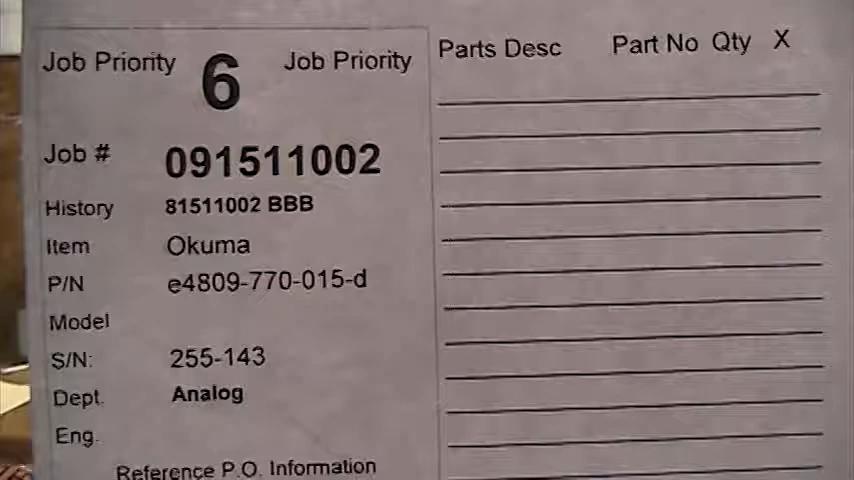 Job Priority 6 Job Priority
Job # 091511002
History 81511002 BBB
Item Okuma
P/N e4809-770-015-d
Model
S/N: 255-143
Dept. Analog
Eng.
Reference P.O. Information
Parts Desc Part No Qty X